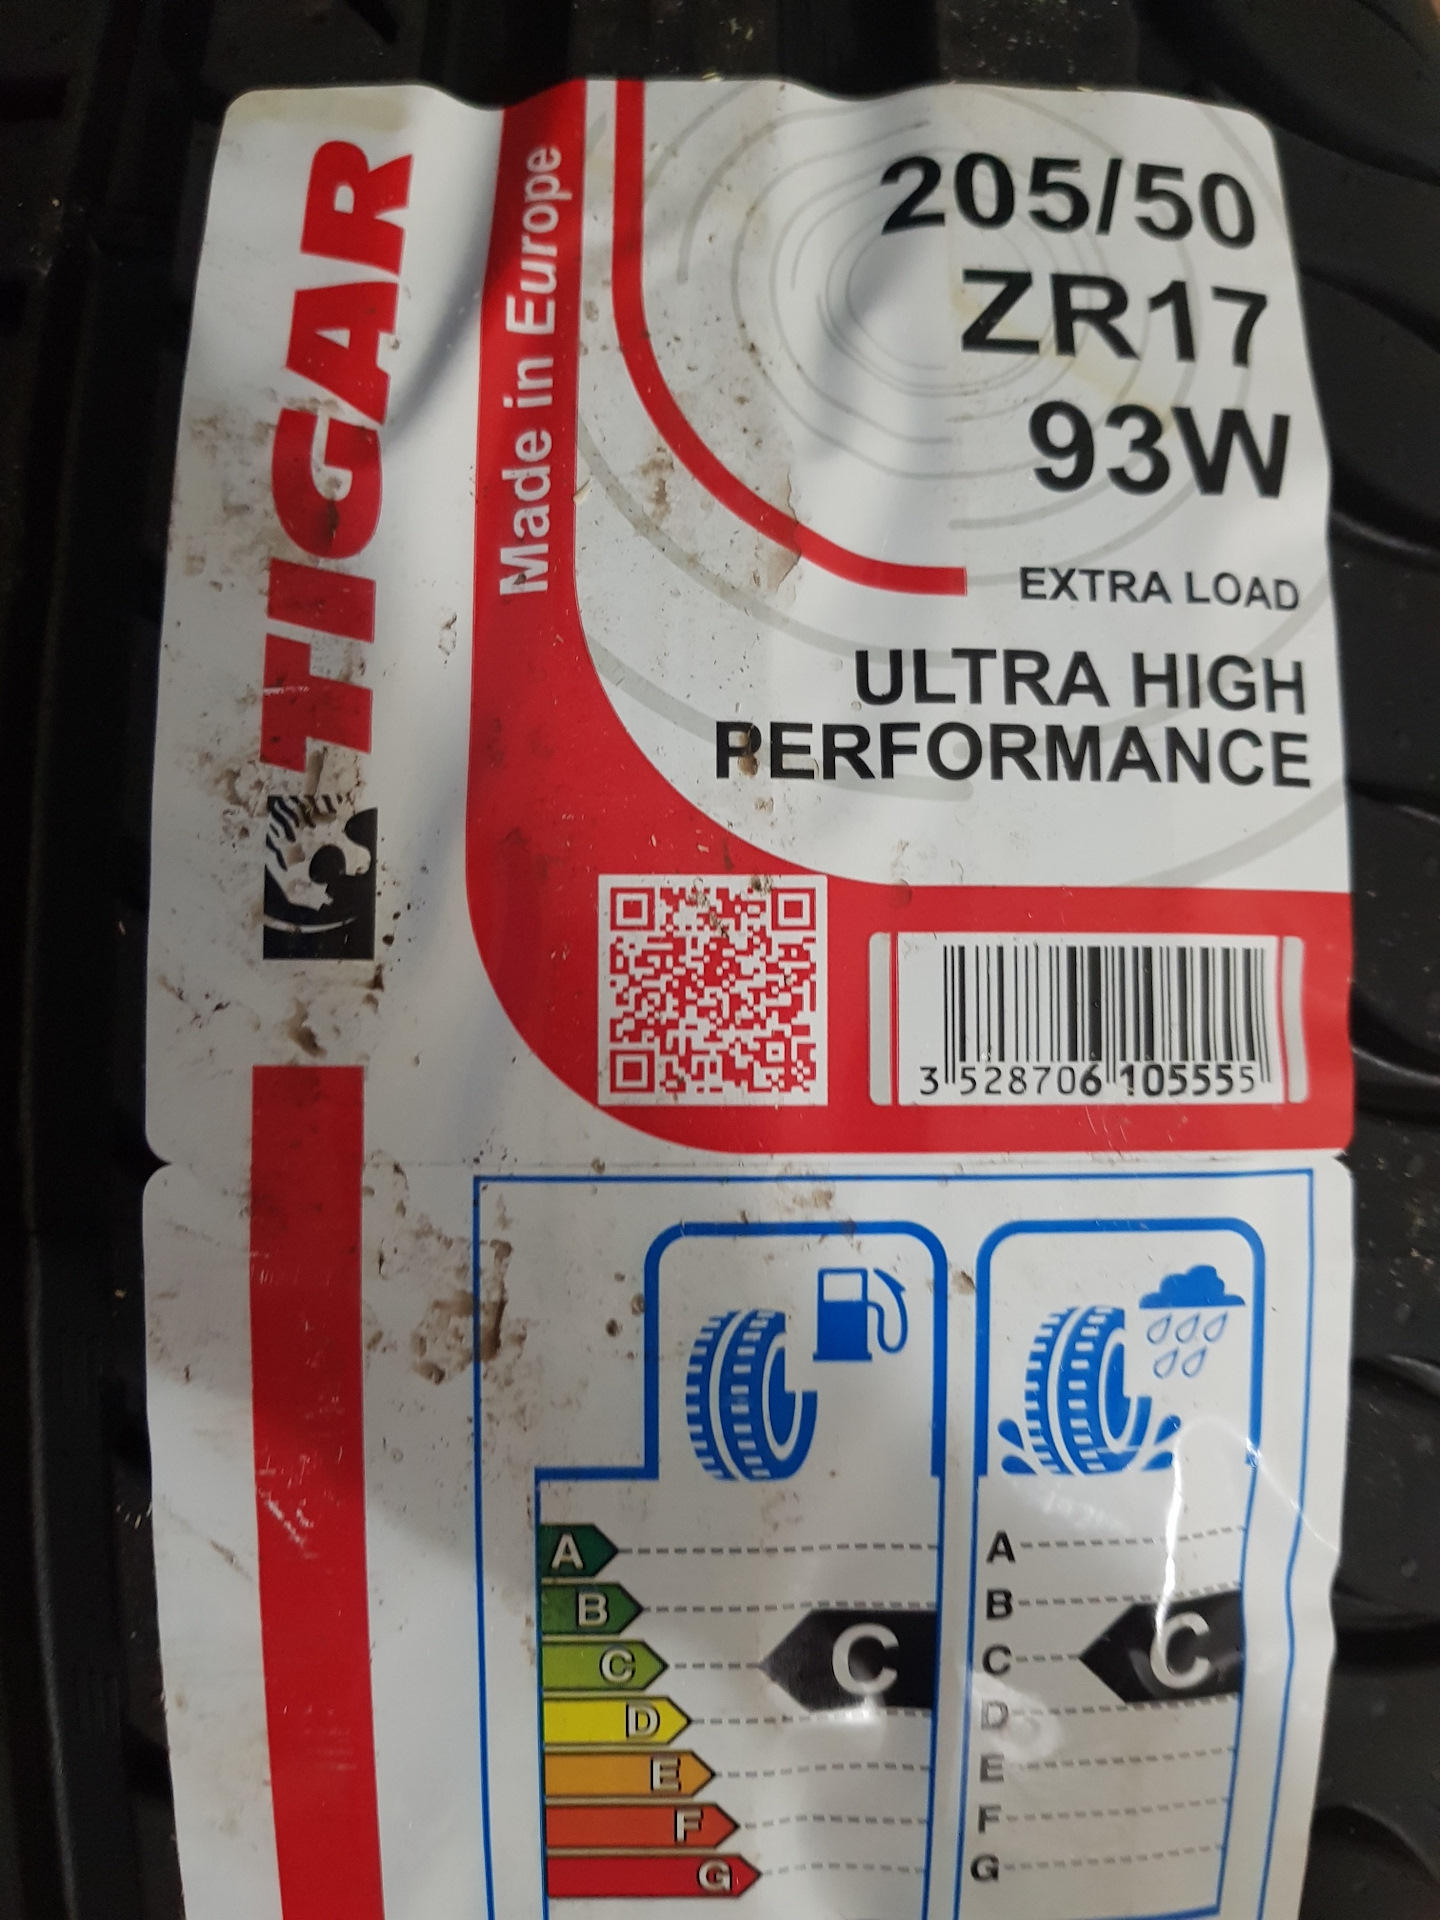 TIGAR
Made in Europe
205/50
ZR17
93W
EXTRA LOAD
ULTRA HIGH
PERFORMANCE
3 528706 105555
A
B
C
D
E
F
G
C
A
B
C
D
E
F
G
C